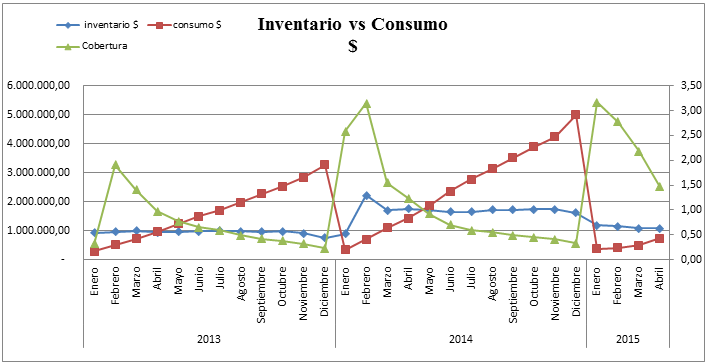 Inventario vs Consumo
$
inventario $
consumo $
Cobertura
6.000.000,00
5.000.000,00
4.000.000,00
3.000.000,00
2.000.000,00
1.000.000,00
-
3,50
3,00
2,50
2,00
1,50
1,00
0,50
0,00
Enero
Febrero
Marzo
Abril
Mayo
Junio
Julio
Agosto
Septiembre
Octubre
Noviembre
Diciembre
Enero
Febrero
Marzo
Abril
Mayo
Junio
Julio
Agosto
Septiembre
Octubre
Noviembre
Diciembre
Enero
Febrero
Marzo
Abril
2013
2014
2015